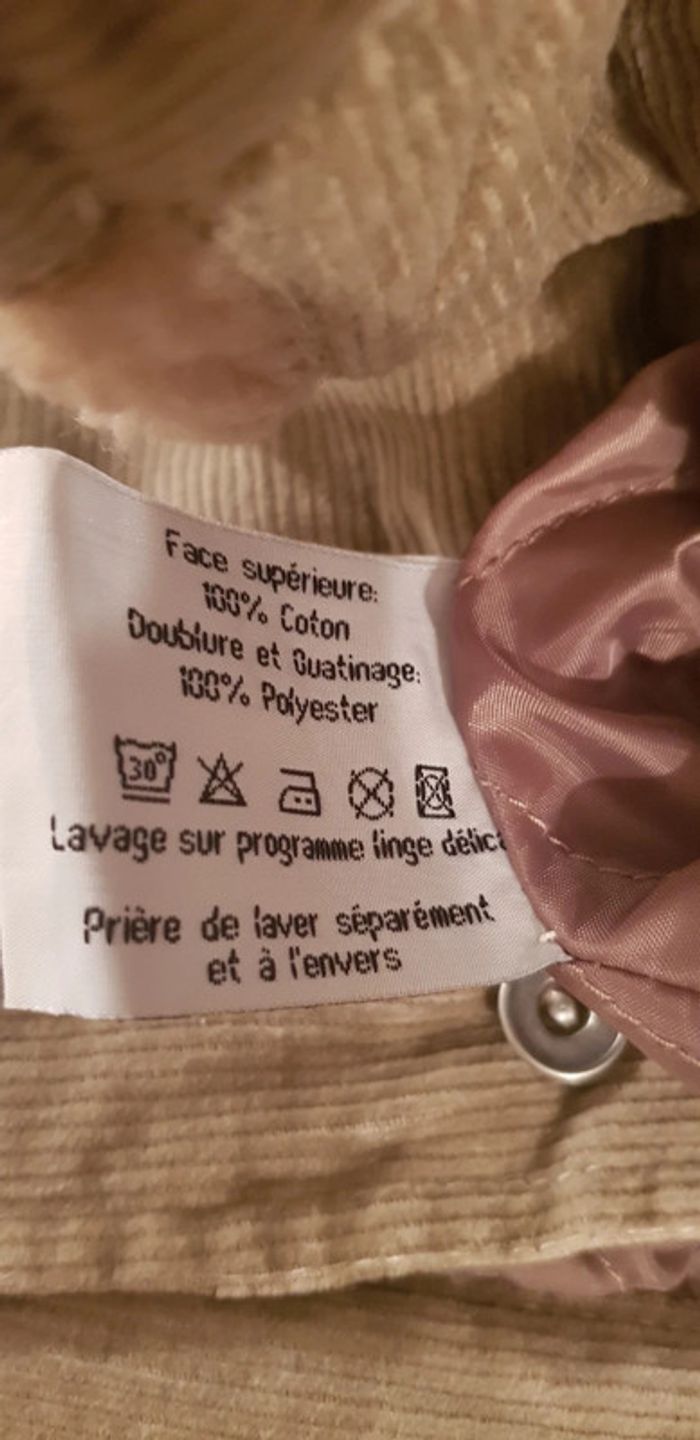 Face supérieure:
100% Coton
Doublure et Ouatinage:
100% Polyester
30°
Lavage sur programme linge
Prière de laver séparément
et à l'envers